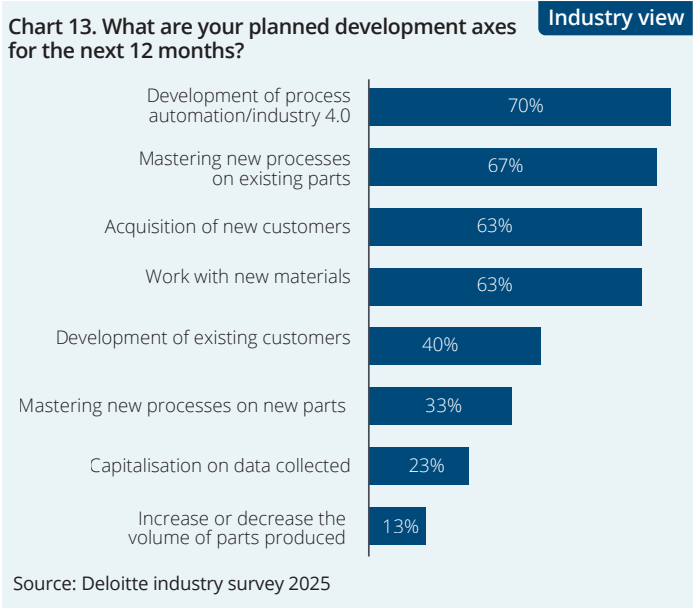 Industry view
Chart 13. What are your planned development axes
for the next 12 months?
Development of process
automation/industry 4.0
70%
Mastering new processes
on existing parts
67%
Acquisition of new customers
63%
Work with new materials
63%
Development of existing customers
40%
Mastering new processes on new parts
33%
Capitalisation on data collected
23%
Increase or decrease the
volume of parts produced
13%
Source: Deloitte industry survey 2025